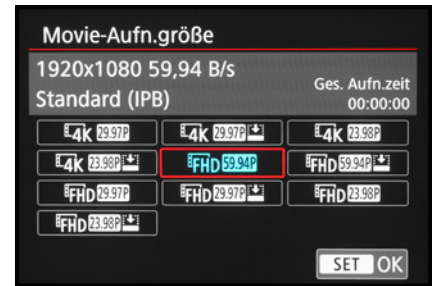 Movie-Aufn.größe
1920x1080 59,94 B/s
Standard (IPB)
Ges. Aufn.zeit
00:00:00
4K 29.97P 4K 29.97P 4K 23.98P
4K 23.98P FHD 59.94P FHD 59.94P
FHD 29.97P FHD 29.97P FHD 23.98P
FHD 23.98P
SET OK